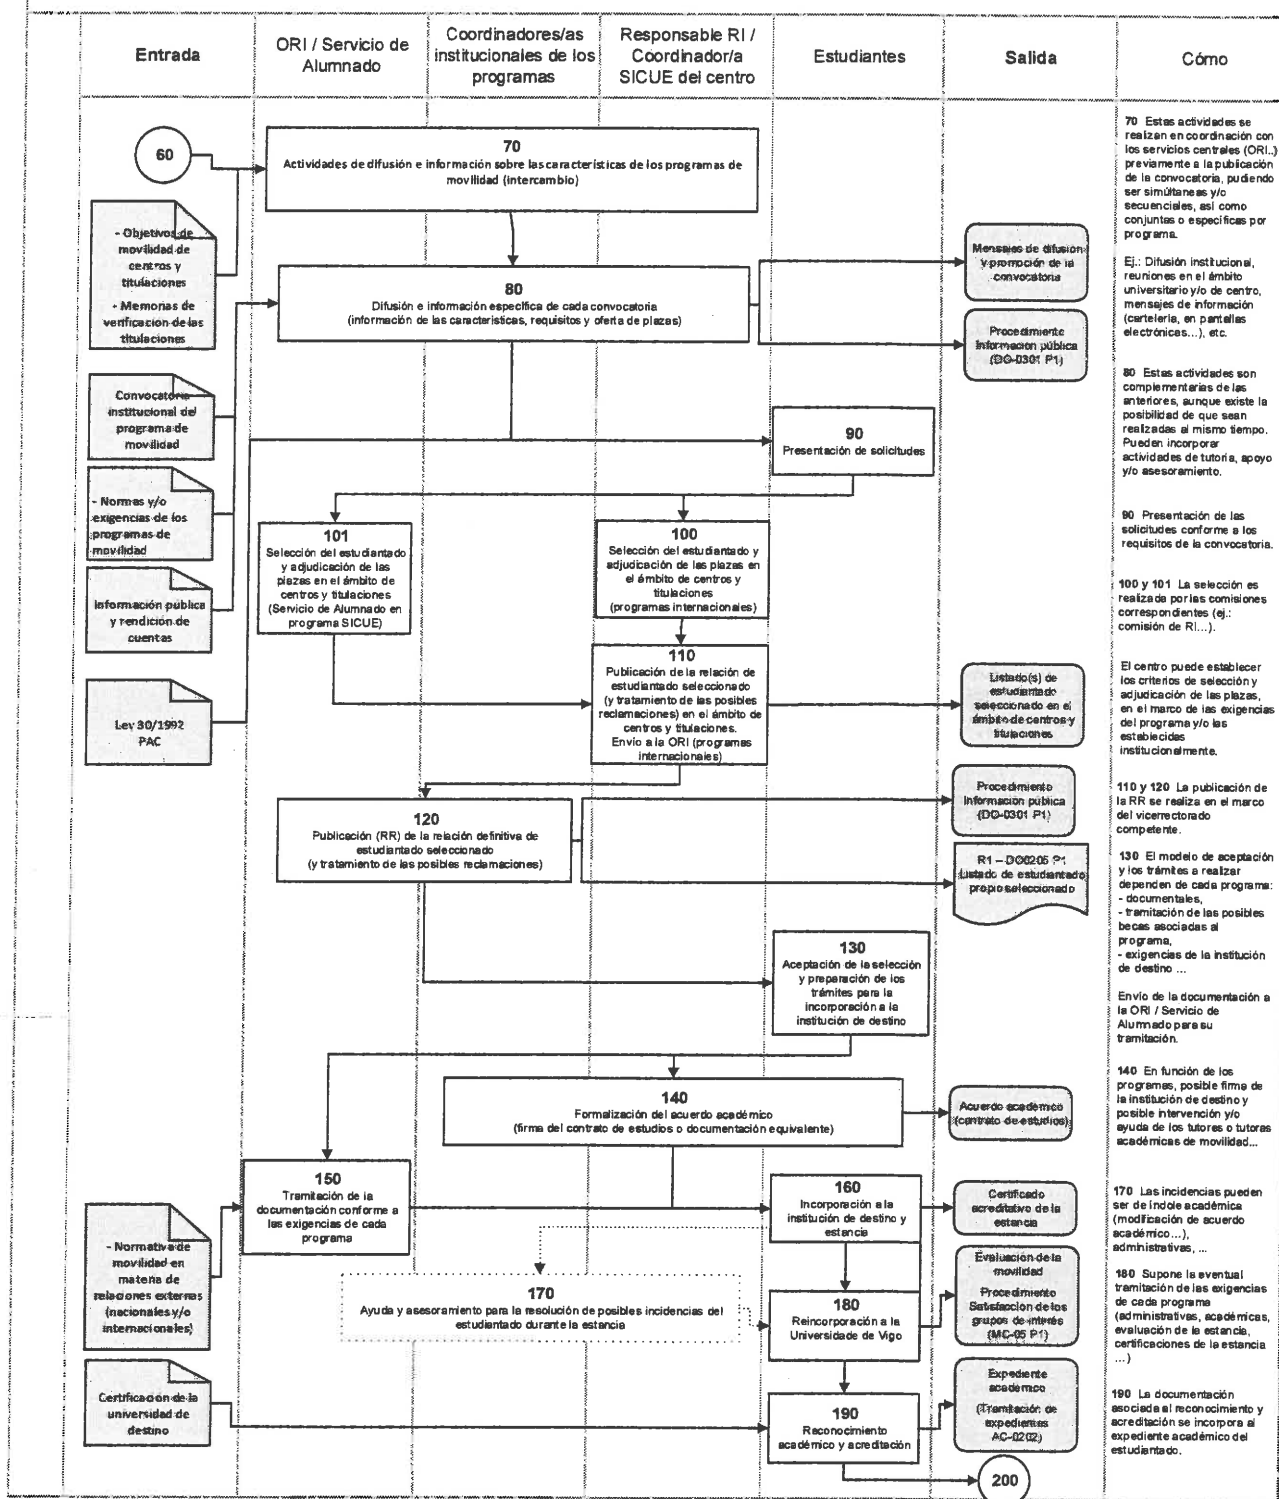 Entrada
ORI / Servicio de
Alumnado
Coordinadores/as
institucionales de los
programas
Responsable RI /
Coordinador/a
SICUE del centro
Estudiantes
Salida
Cómo
60
70
Actividades de difusión e información sobre las características de los programas de
movilidad (intercambio)
- Objetivos de
movilidad de
centros y
titulaciones
- Memorias de
verificación de las
titulaciones
80
Difusión e información específica de cada convocatoria
(información de las características, requisitos y oferta de plazas)
Mensajes de difusión
y promoción de la
convocatoria
Procedimiento
Información pública
(DO-0301 P1)
Convocatoria
institucional del
programa de
movilidad
90
Presentación de solicitudes
- Normas y/o
exigencias de los
programas de
movilidad
101
Selección del estudiantado
y adjudicación de las
plazas en el ámbito de
centros y titulaciones
(Servicio de Alumnado en
programa SICUE)
100
Selección del estudiantado y
adjudicación de las plazas en
el ámbito de centros y
titulaciones
(programas internacionales)
Información pública
y rendición de
cuentas
110
Publicación de la relación de
estudiantado seleccionado
(y tratamiento de las posibles
reclamaciones) en el ámbito de
centros y titulaciones.
Envío a la ORI (programas
internacionales)
Listado(s) de
estudiantado
seleccionado en el
ámbito de centros y
titulaciones
Ley 30/1992
PAC
120
Publicación (RR) de la relación definitiva de
estudiantado seleccionado
(y tratamiento de las posibles reclamaciones)
Procedimiento
Información pública
(DO-0301 P1)
R1 – DO0205 P1
Listado de estudiantado
propio seleccionado
130
Aceptación de la selección
y preparación de los
trámites para la
incorporación a la
institución de destino
140
Formalización del acuerdo académico
(firma del contrato de estudios o documentación equivalente)
Acuerdo académico
(contrato de estudios)
150
Tramitación de la
documentación conforme a
las exigencias de cada
programa
160
Incorporación a la
institución de destino y
estancia
Certificado
acreditativo de la
estancia
- Normativa de
movilidad en
materia de
relaciones externas
(nacionales y/o
internacionales)
170
Ayuda y asesoramiento para la resolución de posibles incidencias del
estudiantado durante la estancia
180
Reincorporación a la
Universidade de Vigo
Evaluación de la
movilidad
Procedimiento
Satisfacción de los
grupos de interés
(MC-05 P1)
Certificación de la
universidad de
destino
190
Reconocimiento
académico y acreditación
Expediente
académico
(Tramitación de
expedientes
AC-0202)
200
70 Estas actividades se
realizan en coordinación con
los servicios centrales (ORI..)
previamente a la publicación
de la convocatoria, pudiendo
ser simúltaneas y/o
secuenciales, así como
conjuntas o específicas por
programa.
Ej.: Difusión institucional,
reuniones en el ámbito
universitario y/o de centro,
mensajes de información
(cartelería, en pantallas
electrónicas...), etc.
80 Estas actividades son
complementarias de las
anteriores, aunque existe la
posibilidad de que sean
realizadas al mismo tiempo.
Pueden incorporar
actividades de tutoría, apoyo
y/o asesoramiento.
90 Presentación de las
solicitudes conforme a los
requisitos de la convocatoria.
100 y 101 La selección es
realizada por las comisiones
correspondientes (ej.:
comisión de RI...).
El centro puede establecer
los criterios de selección y
adjudicación de las plazas,
en el marco de las exigencias
del programa y/o las
establecidas
institucionalmente.
110 y 120 La publicación de
la RR se realiza en el marco
del vicerrectorado
competente.
130 El modelo de aceptación
y los trámites a realizar
dependen de cada programa:
- documentales,
- tramitación de las posibles
becas asociadas al
programa,
- exigencias de la institución
de destino ...
Envío de la documentación a
la ORI / Servicio de
Alumnado para su
tramitación.
140 En función de los
programas, posible firma de
la institución de destino y
posible intervención y/o
ayuda de los tutores o tutoras
académicas de movilidad...
170 Las incidencias pueden
ser de índole académica
(modificación de acuerdo
académico...),
administrativas, ...
180 Supone la eventual
tramitación de las exigencias
de cada programa
(administrativas, académicas,
evaluación de la estancia,
certificaciones de la estancia
...)
190 La documentación
asociada al reconocimiento y
acreditación se incorpora al
expediente académico del
estudiantado.